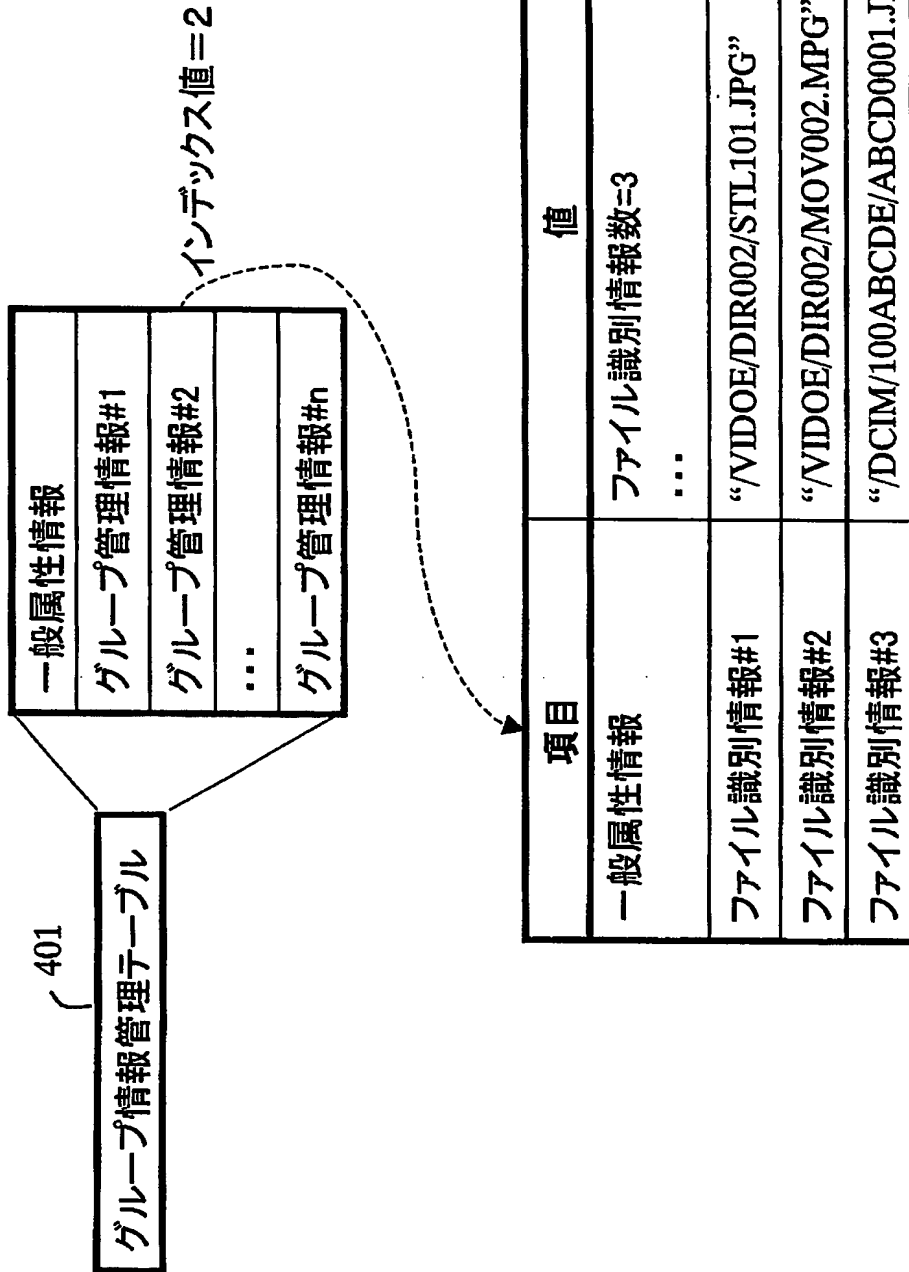 401
グループ情報管理テーブル
一般属性情報
グループ管理情報#1
グループ管理情報#2
...
グループ管理情報#n
インデックス値=2
項目 値
一般属性情報 ファイル識別情報数=3
...
ファイル識別情報#1 “/VIDOE/DIR002/STL101.JPG”
ファイル識別情報#2 “/VIDOE/DIR002/MOV002.MPG”
ファイル識別情報#3 “/DCIM/100ABCDE/ABCD0001.J